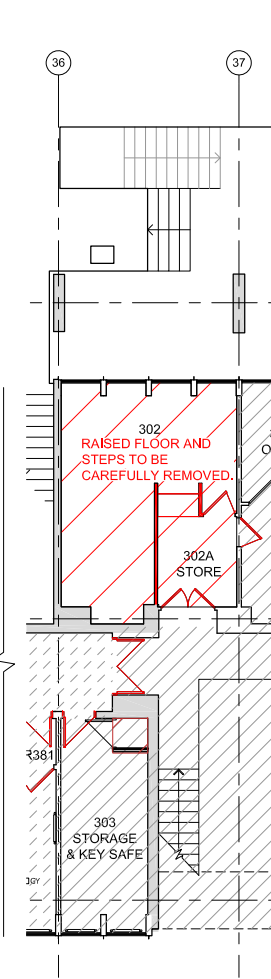 36
37
302
RAISED FLOOR AND
STEPS TO BE
CAREFULLY REMOVED.
302A
STORE
R381
303
STORAGE
& KEY SAFE